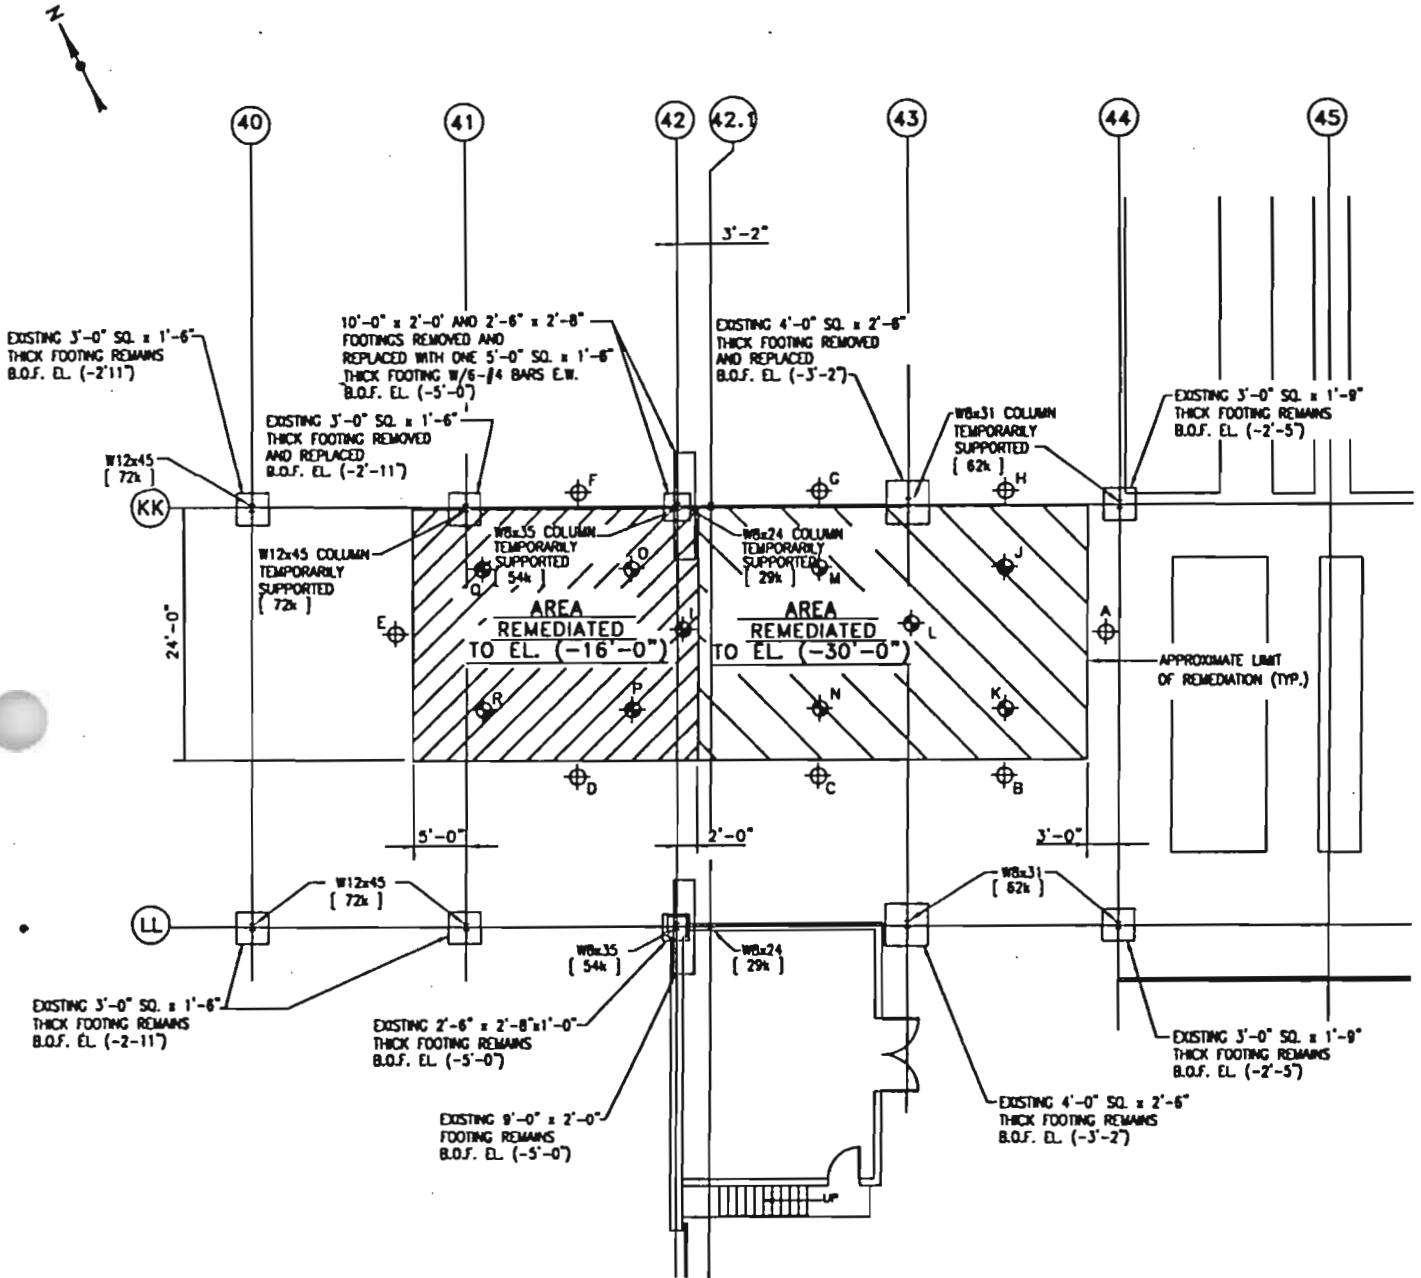 N
40
41
42
42.1
43
44
45
3'-2"
EXISTING 3'-0" SQ. x 1'-6"
THICK FOOTING REMAINS
B.O.F. EL. (-2'11")
10'-0" x 2'-0' AND 2'-6" x 2'-8"
FOOTINGS REMOVED AND
REPLACED WITH ONE 5'-0" SQ. x 1'-6"
THICK FOOTING W/6-#4 BARS E.W.
B.O.F. EL. (-5'-0")
EXISTING 4'-0" SQ. x 2'-6"
THICK FOOTING REMOVED
AND REPLACED
B.O.F. EL. (-3'-2")
EXISTING 3'-0" SQ. x 1'-9"
THICK FOOTING REMAINS
B.O.F. EL. (-2'-5")
EXISTING 3'-0" SQ. x 1'-6"
THICK FOOTING REMOVED
AND REPLACED
B.O.F. EL. (-2'-11")
W8x31 COLUMN
TEMPORARILY
SUPPORTED
[ 62k ]
W12x45
[ 72k ]
F
G
H
KK
W12x45 COLUMN
TEMPORARILY
SUPPORTED
[ 72k ]
W8x35 COLUMN
TEMPORARILY
SUPPORTED
[ 54k ]
W8x24 COLUMN
TEMPORARILY
SUPPORTED
[ 29k ]
O
J
M
Q
24'-0"
E
AREA
REMEDIATED
TO EL. (-16'-0")
I
AREA
REMEDIATED
TO EL. (-30'-0")
L
A
APPROXIMATE LIMIT
OF REMEDIATION (TYP.)
R
P
N
K
D
C
B
5'-0"
2'-0"
3'-0"
W12x45
[ 72k ]
W8x31
[ 62k ]
LL
W8x35
[ 54k ]
W8x24
[ 29k ]
EXISTING 3'-0" SQ. x 1'-6"
THICK FOOTING REMAINS
B.O.F. EL. (-2-11")
EXISTING 2'-6" x 2'-8"x1'-0"
THICK FOOTING REMAINS
B.O.F. EL. (-5'-0")
EXISTING 3'-0" SQ. x 1'-9"
THICK FOOTING REMAINS
B.O.F. EL. (-2'-5")
EXISTING 9'-0" x 2'-0"
FOOTING REMAINS
B.O.F. EL. (-5'-0")
EXISTING 4'-0" SQ. x 2'-6"
THICK FOOTING REMAINS
B.O.F. EL. (-3'-2")
UP